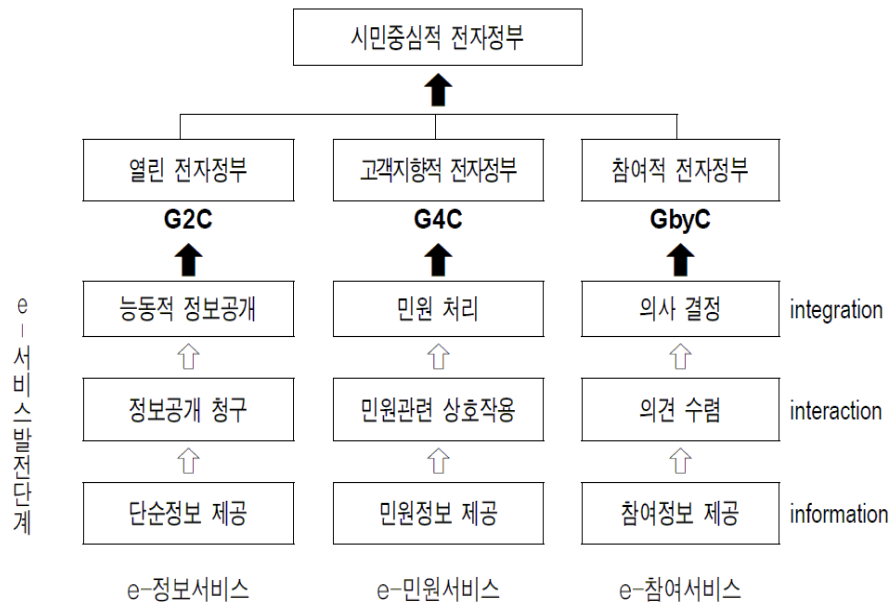 시민중심적 전자정부
열린 전자정부
고객지향적 전자정부
참여적 전자정부
G2C
G4C
GbyC
e-서비스발전단계
능동적 정보공개
민원 처리
의사 결정
integration
정보공개 청구
민원관련 상호작용
의견 수렴
interaction
단순정보 제공
민원정보 제공
참여정보 제공
information
e-정보서비스
e-민원서비스
e-참여서비스